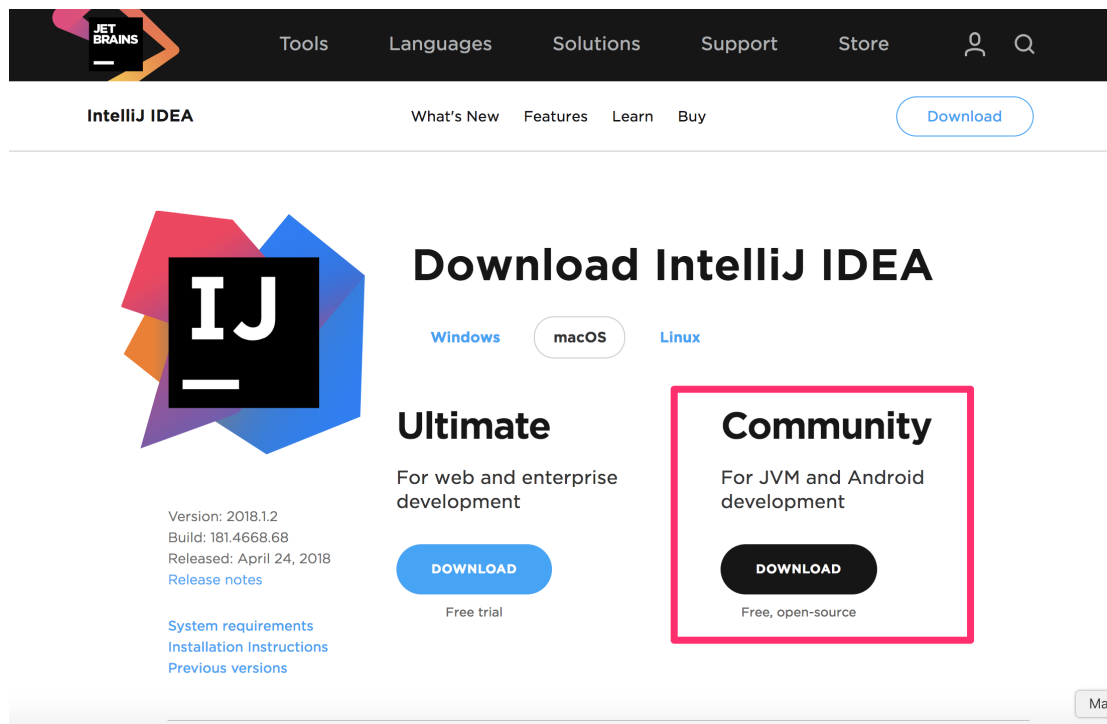 JET
BRAINS
Tools Languages Solutions Support Store
IntelliJ IDEA
What's New Features Learn Buy
Download
IJ
Download IntelliJ IDEA
Windows macOS Linux
Ultimate
For web and enterprise
development
DOWNLOAD
Free trial
Community
For JVM and Android
development
DOWNLOAD
Free, open-source
Version: 2018.1.2
Build: 181.4668.68
Released: April 24, 2018
Release notes
System requirements
Installation Instructions
Previous versions